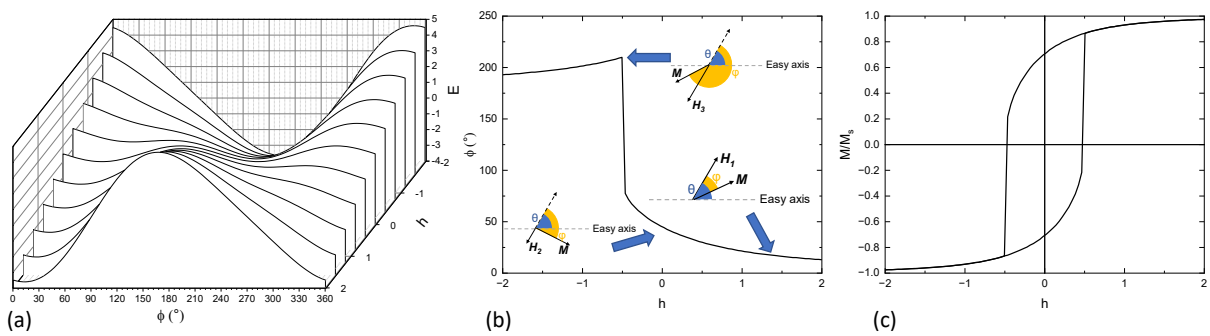 5
4
3
2
1
0
-1
-2
-3
-4
E
-2
-1
0
1
2
h
0 30 60 90 120 150 180 210 240 270 300 330 360
ϕ (°)
(a)
250
200
150
100
50
0
ϕ (°)
θ
M
φ
H3
Easy axis
H1
φ
θ
M
Easy axis
θ
Easy axis
φ
H2
M
−2 −1 0 1 2
h
(b)
1.0
0.8
0.6
0.4
0.2
0.0
−0.2
−0.4
−0.6
−0.8
−1.0
M/Ms
−2 −1 0 1 2
h
(c)